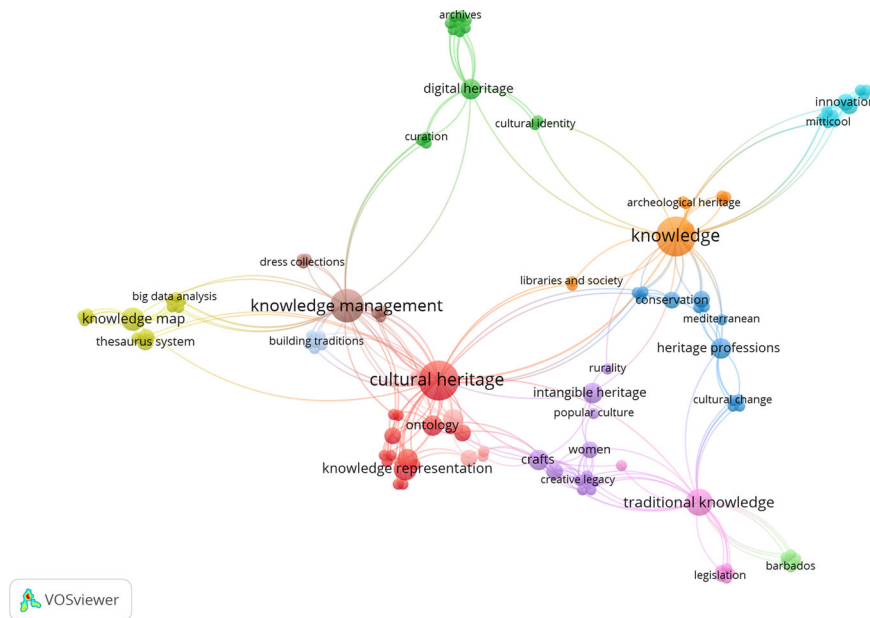 archives
digital heritage
innovation
mitticool
cultural identity
curation
archeological heritage
knowledge
dress collections
libraries and society
big data analysis
conservation
knowledge management
knowledge map
mediterranean
thesaurus system
building traditions
heritage professions
rurality
cultural heritage
intangible heritage
cultural change
popular culture
ontology
women
crafts
knowledge representation
creative legacy
traditional knowledge
barbados
legislation
VOSviewer